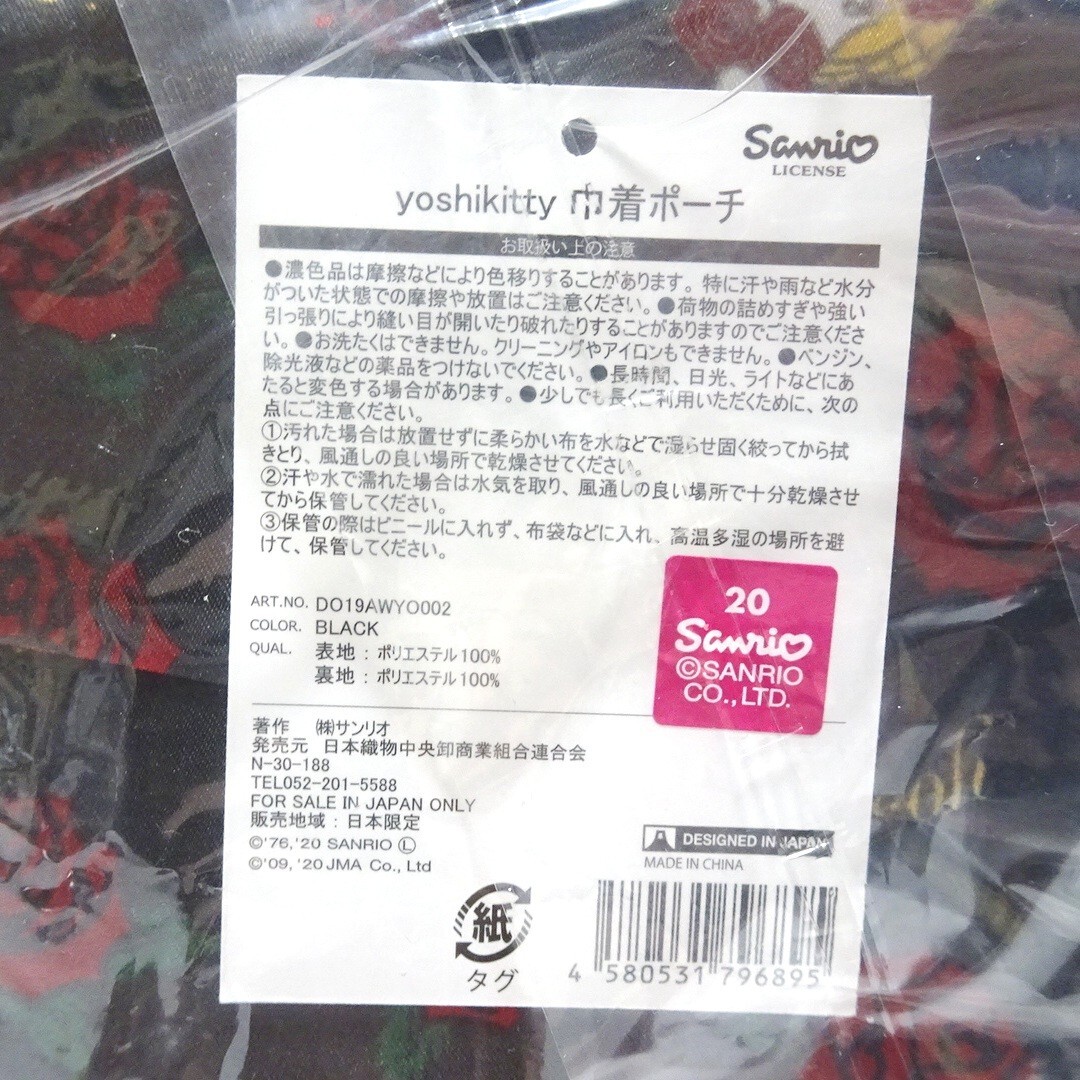 Sanrio
LICENSE
yoshikitty 巾着ポーチ
お取扱い上の注意
●濃色品は摩擦などにより色移りすることがあります。特に汗や雨など水分
がついた状態での摩擦や放置はご注意ください。●荷物の詰めすぎや強い
引っ張りにより縫い目が開いたり破れたりすることがありますのでご注意くださ
い。●お洗たくはできません。クリーニングやアイロンもできません。●ベンジン、
除光液などの薬品をつけないでください。●長時間、日光、ライトなどにあ
たると変色する場合があります。●少しでも長くご利用いただくために、次の
点にご注意ください。
①汚れた場合は放置せずに柔らかい布を水などで湿らせ固く絞ってから拭
きとり、風通しの良い場所で乾燥させてください。
②汗や水で濡れた場合は水気を取り、風通しの良い場所で十分乾燥させ
てから保管してください。
③保管の際はビニールに入れず、布袋などに入れ、高温多湿の場所を避
けて、保管してください。
ART.NO. DO19AWYO002
COLOR. BLACK
QUAL. 表地：ポリエステル100%
裏地：ポリエステル100%
20
Sanrio
©SANRIO
CO.,LTD.
著作 ㈱サンリオ
発売元 日本織物中央卸商業組合連合会
N-30-188
TEL052-201-5588
FOR SALE IN JAPAN ONLY
販売地域：日本限定
©'76,'20 SANRIO Ⓛ
©'09,'20 JMA Co., Ltd
DESIGNED IN JAPAN
MADE IN CHINA
紙
タグ
4 580531 796895